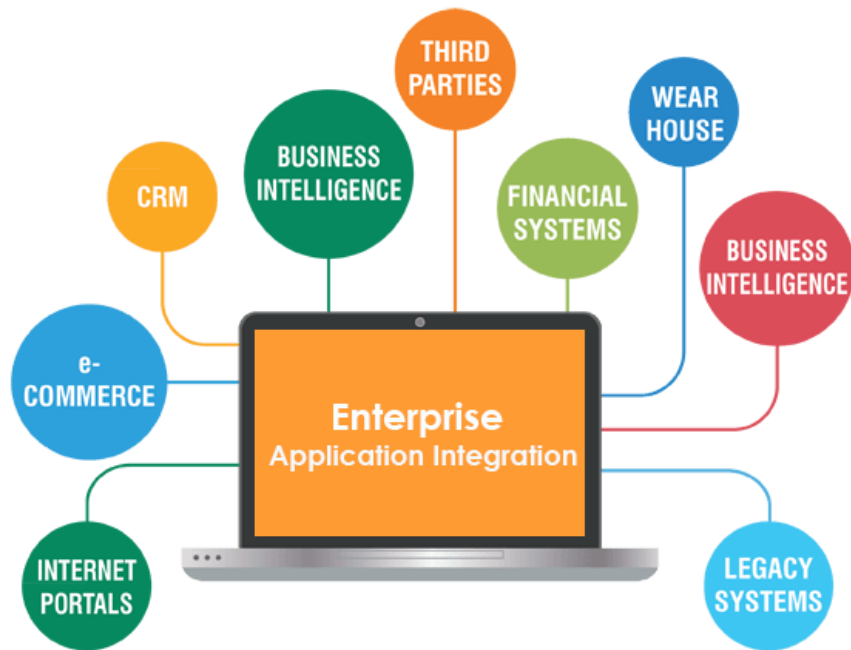 THIRD
PARTIES
WEAR
HOUSE
BUSINESS
INTELLIGENCE
CRM
FINANCIAL
SYSTEMS
BUSINESS
INTELLIGENCE
e-
COMMERCE
Enterprise
Application Integration
INTERNET
PORTALS
LEGACY
SYSTEMS